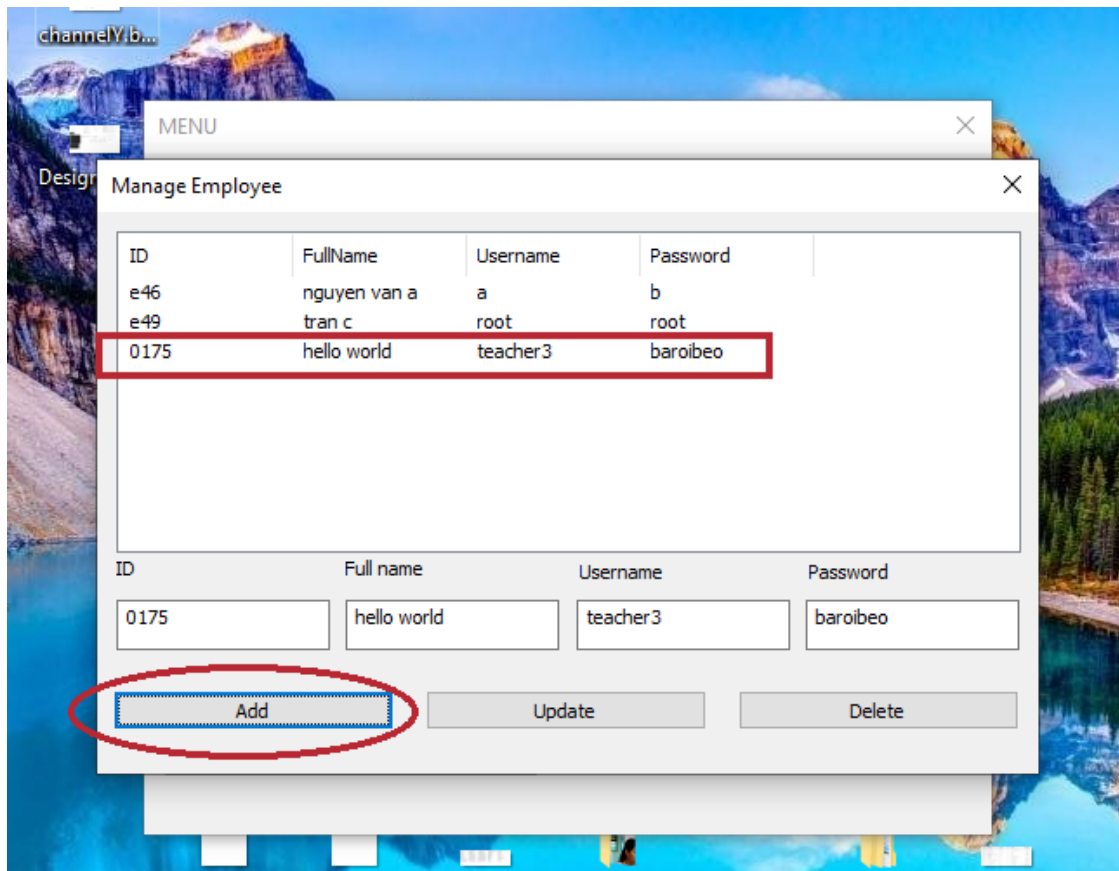 channelY.b...
MENU
Design
Manage Employee
ID FullName Username Password
e46 nguyen van a a b
e49 tran c root root
0175 hello world teacher3 baroibeo
ID Full name Username Password
0175 hello world teacher3 baroibeo
Add Update Delete